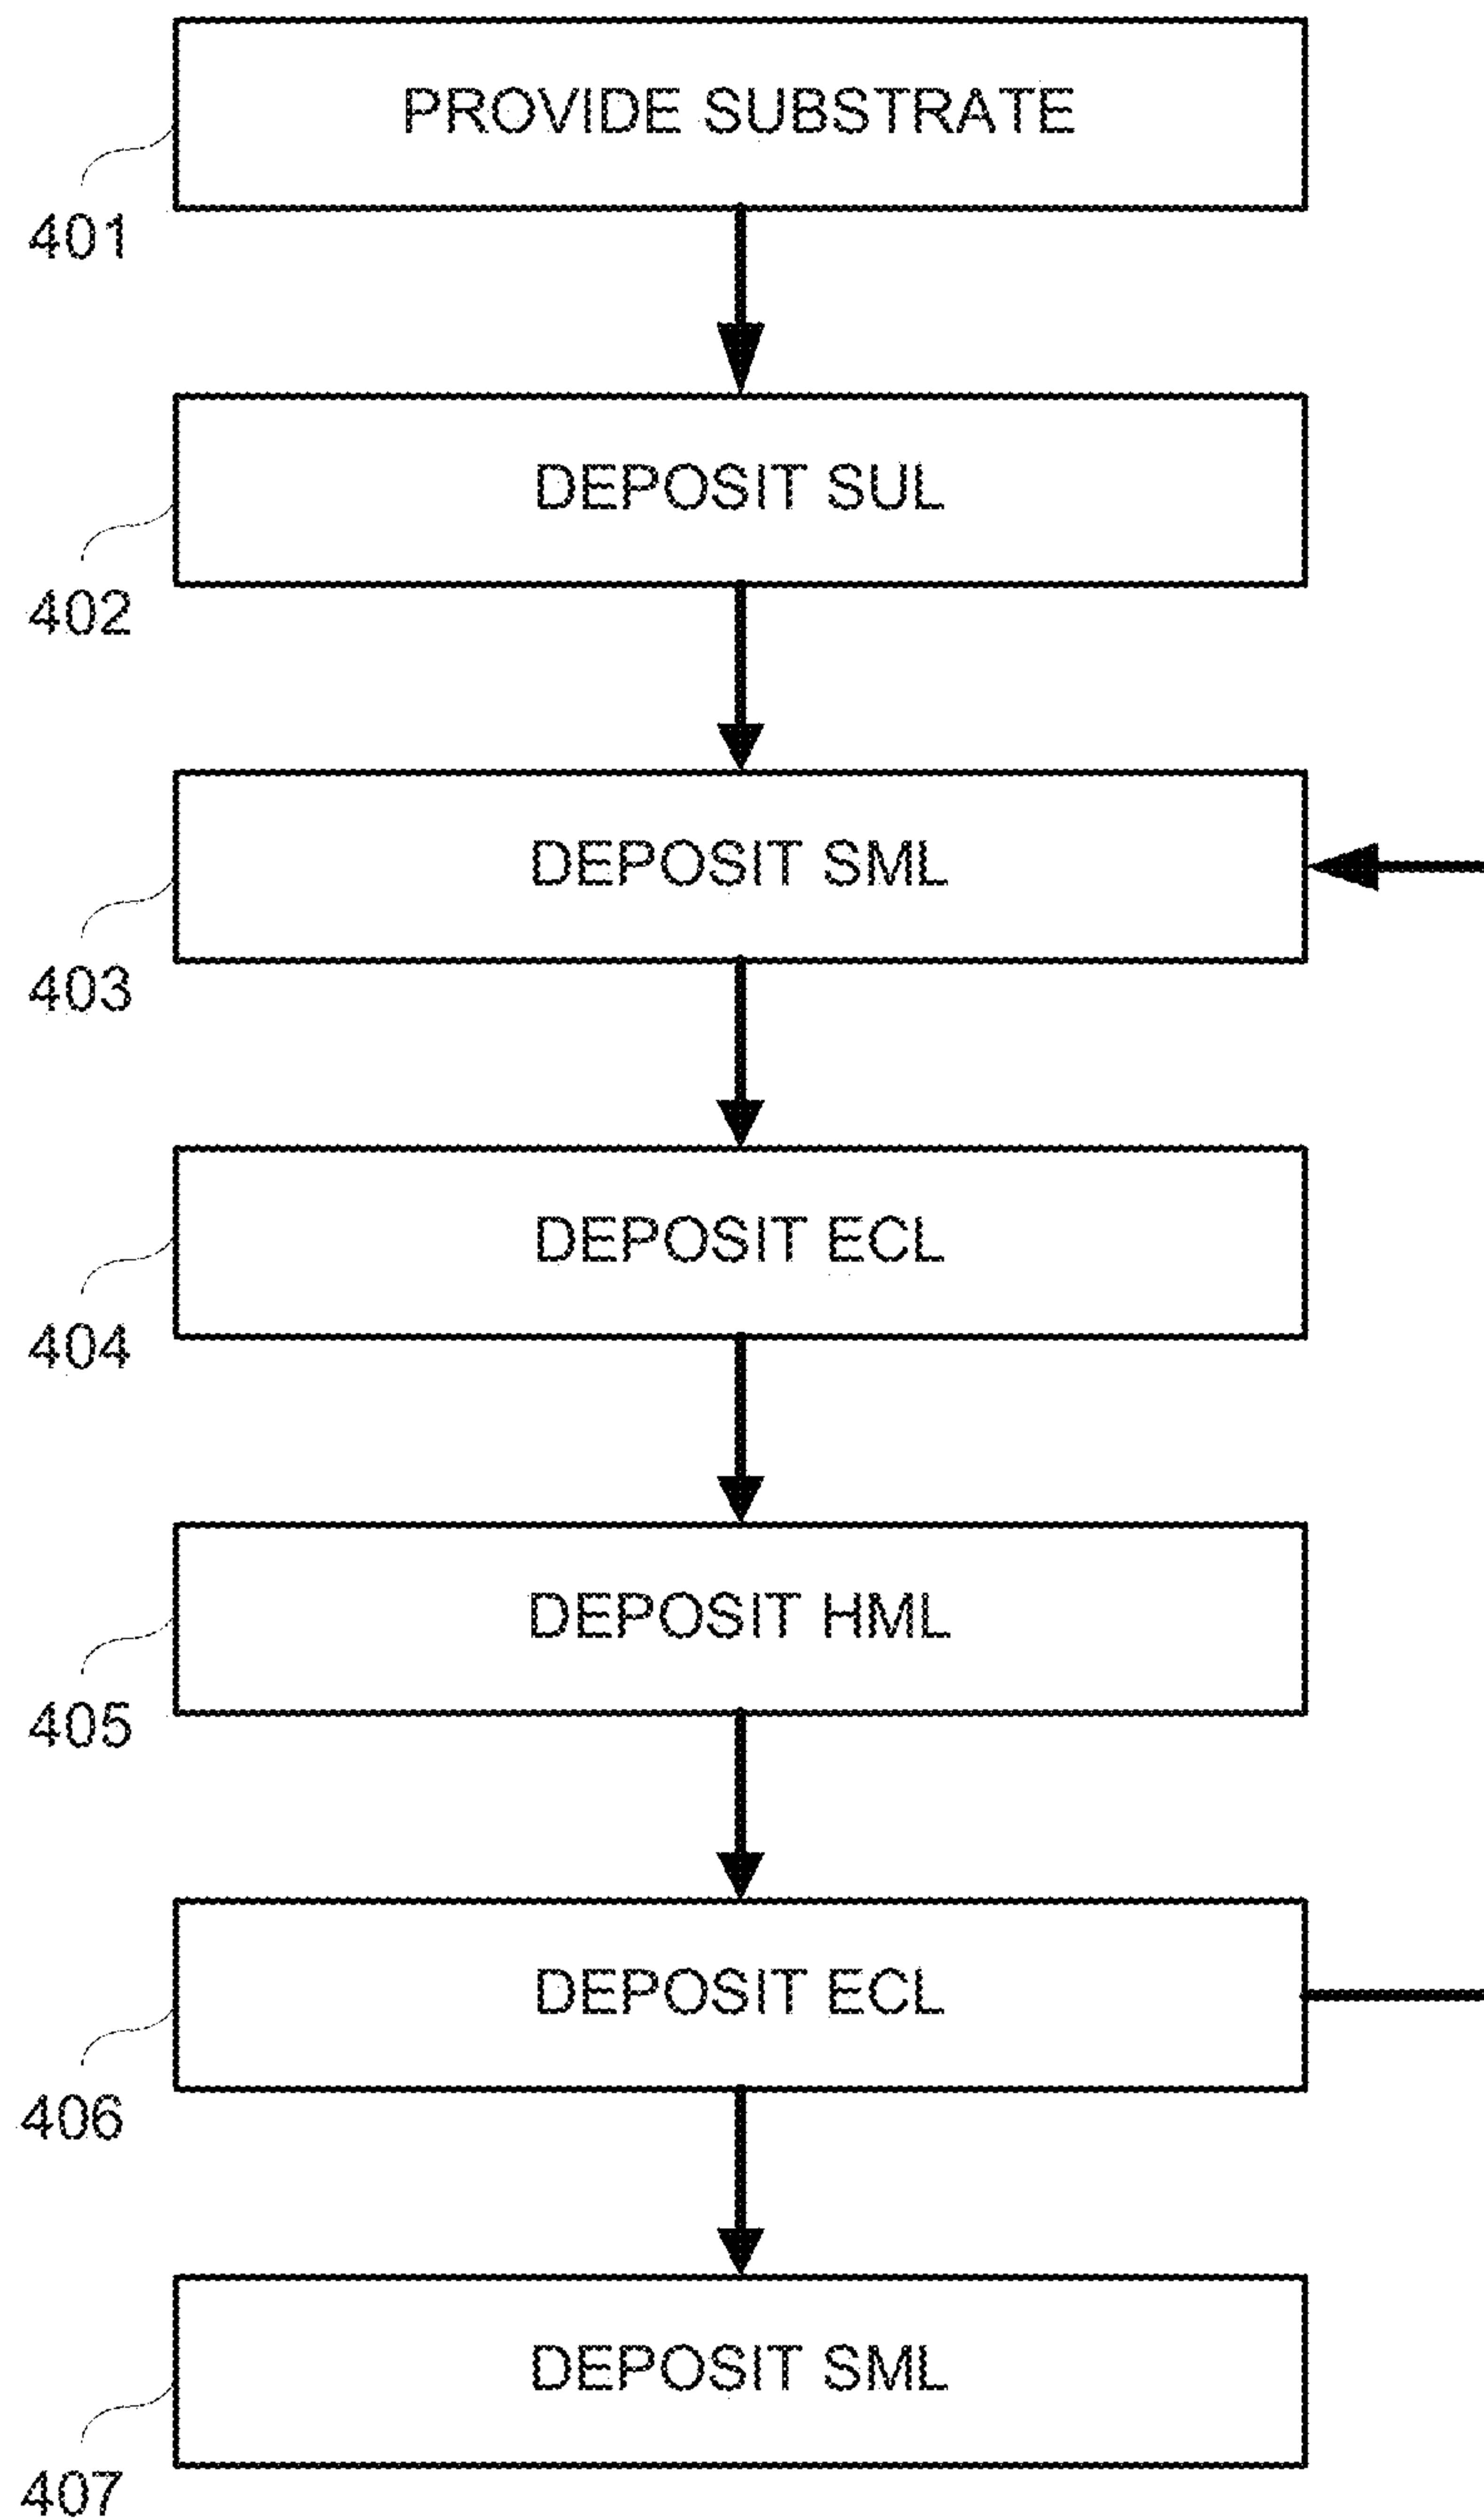 PROVIDE SUBSTRATE
401
DEPOSIT SUL
402
DEPOSIT SML
403
DEPOSIT ECL
404
DEPOSIT HML
405
DEPOSIT ECL
406
DEPOSIT SML
407